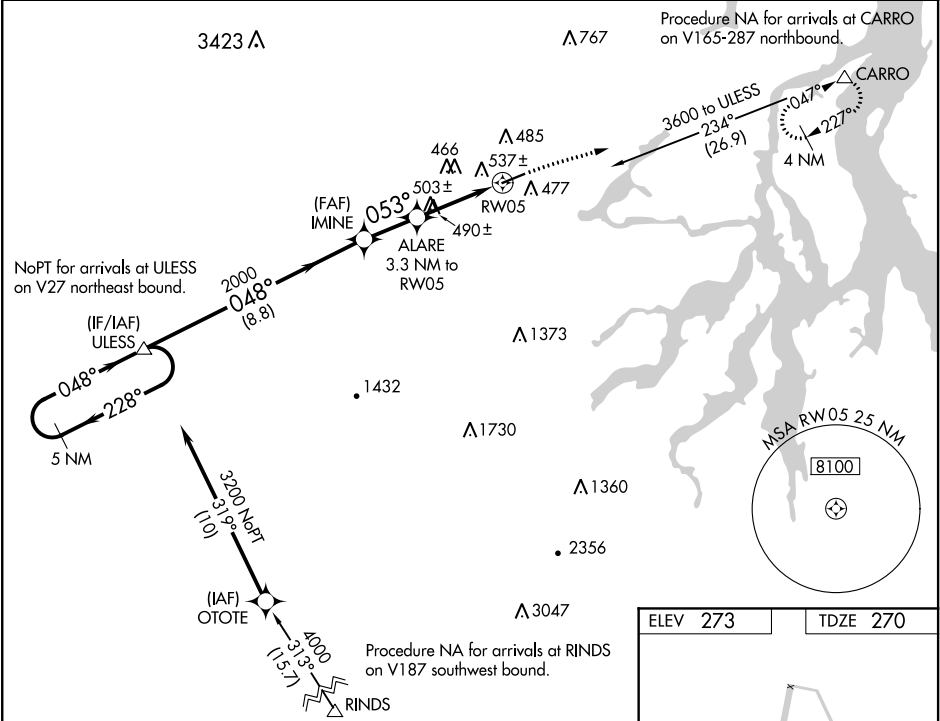 Procedure NA for arrivals at CARRO
on V165-287 northbound.
3423
767
CARRO
047°
227°
4 NM
3600 to ULESS
234°
(26.9)
485
466
537±
503±
477
RW05
(FAF)
IMINE
053°
490±
ALARE
3.3 NM to
RW05
NoPT for arrivals at ULESS
on V27 northeast bound.
2000
048°
(8.8)
(IF/IAF)
ULESS
048°
228°
5 NM
1373
1432
1730
MSA RW05 25 NM
8100
1360
2356
3200 NoPT
319°
(10)
(IAF)
OTOTE
3047
4000
313°
(15.7)
Procedure NA for arrivals at RINDS
on V187 southwest bound.
RINDS
ELEV 273
TDZE 270